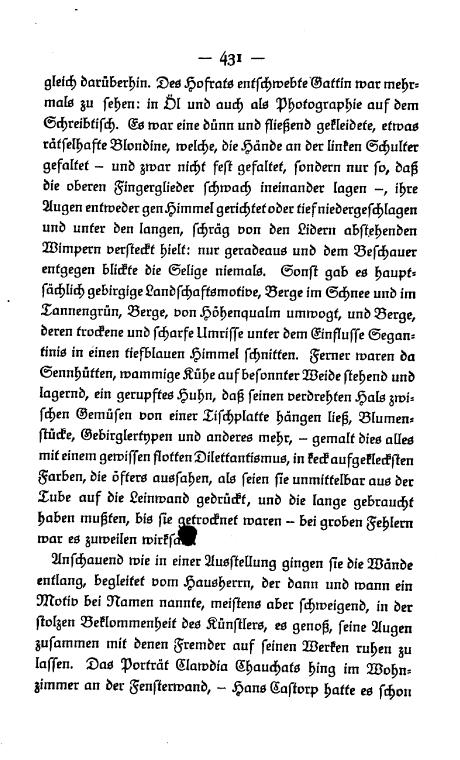 — 431 —
gleich darüberhin. Des Hofrats entschwebte Gattin war mehr-
mals zu sehen: in Öl und auch als Photographie auf dem
Schreibtisch. Es war eine dünn und fließend gekleidete, etwas
rätselhafte Blondine, welche, die Hände an der linken Schulter
gefaltet – und zwar nicht fest gefaltet, sondern nur so, daß
die oberen Fingerglieder schwach ineinander lagen –, ihre
Augen entweder gen Himmel gerichtet oder tief niedergeschlagen
und unter den langen, schräg von den Lidern abstehenden
Wimpern versteckt hielt: nur geradeaus und dem Beschauer
entgegen blickte die Selige niemals. Sonst gab es haupt-
sächlich gebirgige Landschaftsmotive, Berge im Schnee und im
Tannengrün, Berge, von Höhenqualm umwogt, und Berge,
deren trockene und scharfe Umrisse unter dem Einflusse Segan-
tinis in einen tiefblauen Himmel schnitten. Ferner waren da
Sennhütten, wammige Kühe auf besonnter Weide stehend und
lagernd, ein gerupftes Huhn, daß seinen verdrehten Hals zwi-
schen Gemüsen von einer Tischplatte hängen ließ, Blumen-
stücke, Gebirglertypen und anderes mehr, – gemalt dies alles
mit einem gewissen flotten Dilettantismus, in keck aufgeklecksten
Farben, die öfters aussahen, als seien sie unmittelbar aus der
Tube auf die Leinwand gedrückt, und die lange gebraucht
haben mußten, bis sie getrocknet waren – bei groben Fehlern
war es zuweilen
Anschauend wie in einer Ausstellung gingen sie die Wände
entlang, begleitet vom Hausherrn, der dann und wann ein
Motiv bei Namen nannte, meistens aber schweigend, in der
stolzen Beklommenheit des Künstlers, es genoß, seine Augen
zusammen mit denen Fremder auf seinen Werken ruhen zu
lassen. Das Porträt Clawdia Chauchats hing im Wohn-
zimmer an der Fensterwand, – Hans Castorp hatte es schon